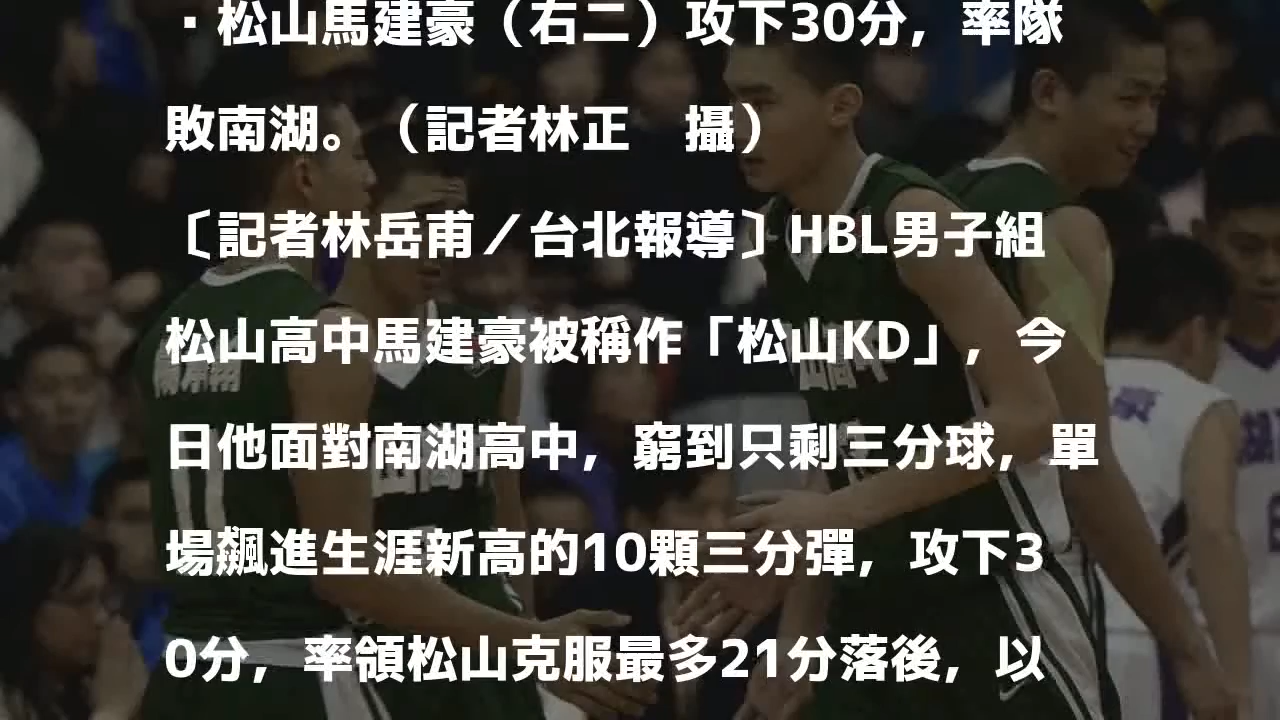 ▪松山馬建豪（右二）攻下30分，率隊
敗南湖。（記者林正　攝）
〔記者林岳甫／台北報導〕HBL男子組
松山高中馬建豪被稱作「松山KD」，今
日他面對南湖高中，窮到只剩三分球，單
場飆進生涯新高的10顆三分彈，攻下3
0分，率領松山克服最多21分落後，以
11